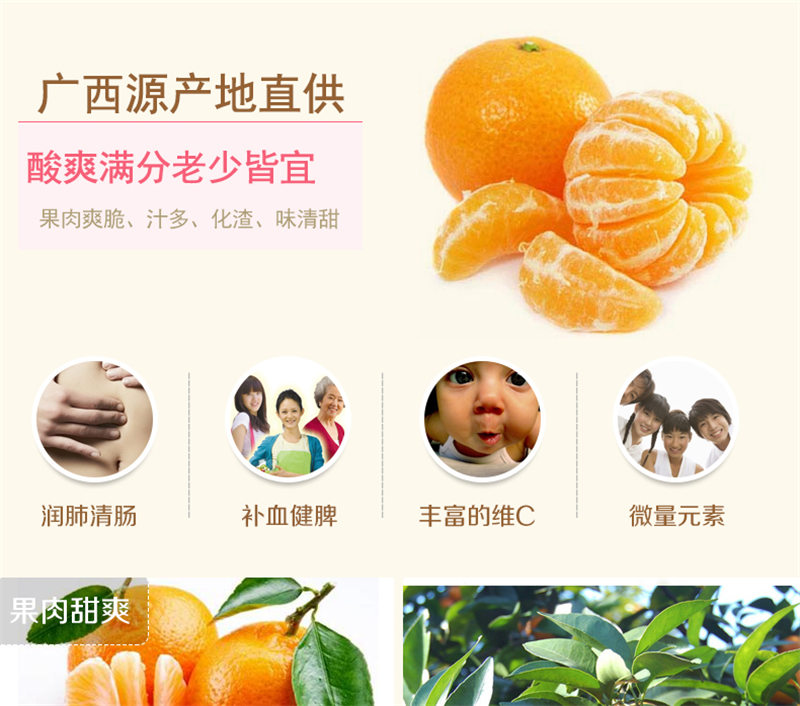 广西源产地直供
酸爽满分老少皆宜
果肉爽脆、汁多、化渣、味清甜
润肺清肠
补血健脾
丰富的维C
微量元素
果肉甜爽